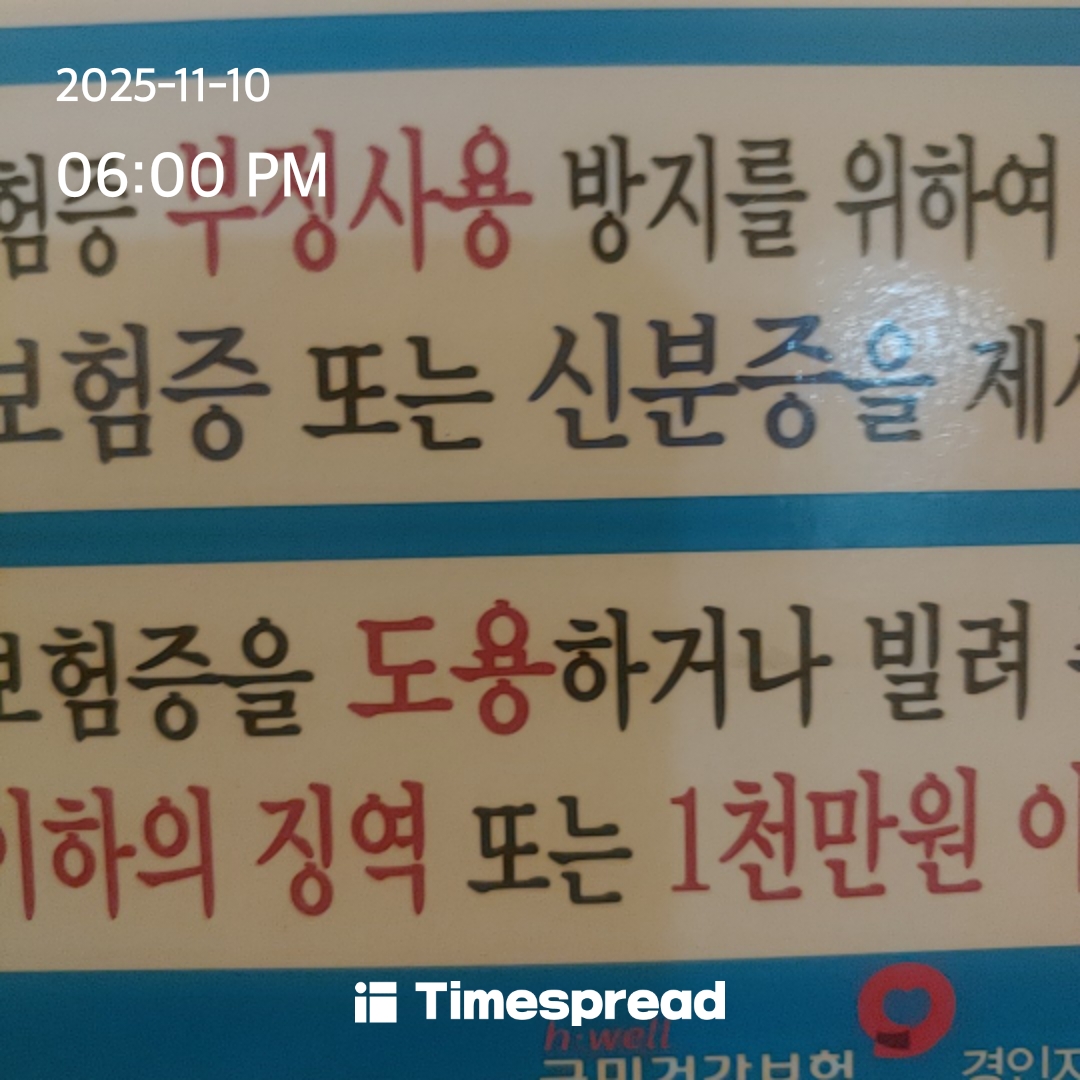 2025-11-10
06:00 PM
험증 부정사용 방지를 위하여
보험증 또는 신분증을 제
보험증을 도용하거나 빌려
이하의 징역 또는 1천만원 이
Timespread
h·well
국민건강보험
경인지